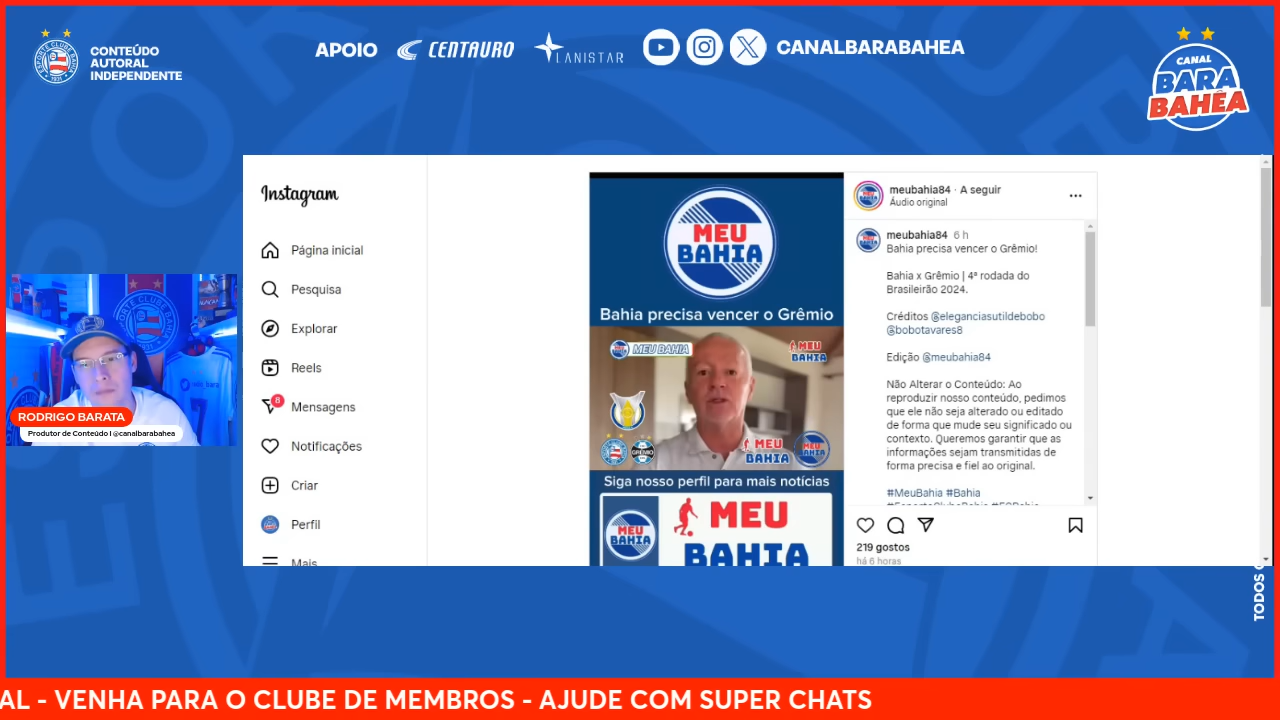 CONTEÚDO
AUTORAL
INDEPENDENTE
APOIO
CENTAURO
LANISTAR
CANALBARABAHEA
CANAL
BARA
BAHÊA
Instagram
Página inicial
Pesquisa
Explorar
Reels
8
Mensagens
Notificações
Criar
Perfil
Mais
RODRIGO BARATA
Produtor de Conteúdo | @canalbarabahea
MEU
BAHIA
Bahia precisa vencer o Grêmio
MEU BAHIA
MEU
BAHIA
GRÊMIO
MEU
BAHIA
Siga nosso perfil para mais notícias
MEU
BAHIA
MEU
BAHIA
meubahia84 · A seguir
Áudio original
meubahia84 6 h
Bahia precisa vencer o Grêmio!
Bahia x Grêmio | 4ª rodada do
Brasileirão 2024.
Créditos @eleganciasutildebobo
@bobotavares8
Edição @meubahia84
Não Alterar o Conteúdo: Ao
reproduzir nosso conteúdo, pedimos
que ele não seja alterado ou editado
de forma que mude seu significado ou
contexto. Queremos garantir que as
informações sejam transmitidas de
forma precisa e fiel ao original.
#MeuBahia #Bahia
219 gostos
há 6 horas
TODOS
AL - VENHA PARA O CLUBE DE MEMBROS - AJUDE COM SUPER CHATS